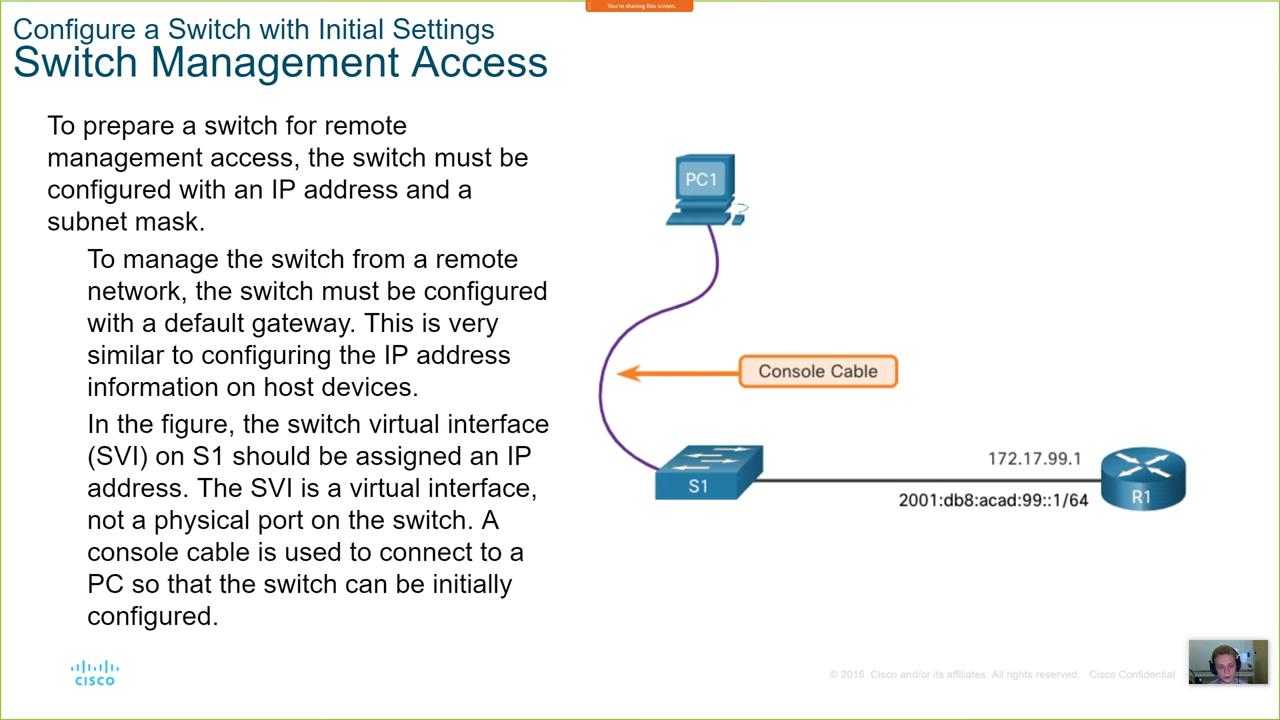 You're sharing this screen.
Configure a Switch with Initial Settings
Switch Management Access
To prepare a switch for remote
management access, the switch must be
configured with an IP address and a
subnet mask.
To manage the switch from a remote
network, the switch must be configured
with a default gateway. This is very
similar to configuring the IP address
information on host devices.
In the figure, the switch virtual interface
(SVI) on S1 should be assigned an IP
address. The SVI is a virtual interface,
not a physical port on the switch. A
console cable is used to connect to a
PC so that the switch can be initially
configured.
PC1
Console Cable
S1
172.17.99.1
2001:db8:acad:99::1/64
R1
CISCO
© 2016 Cisco and/or its affiliates. All rights reserved. Cisco Confidential